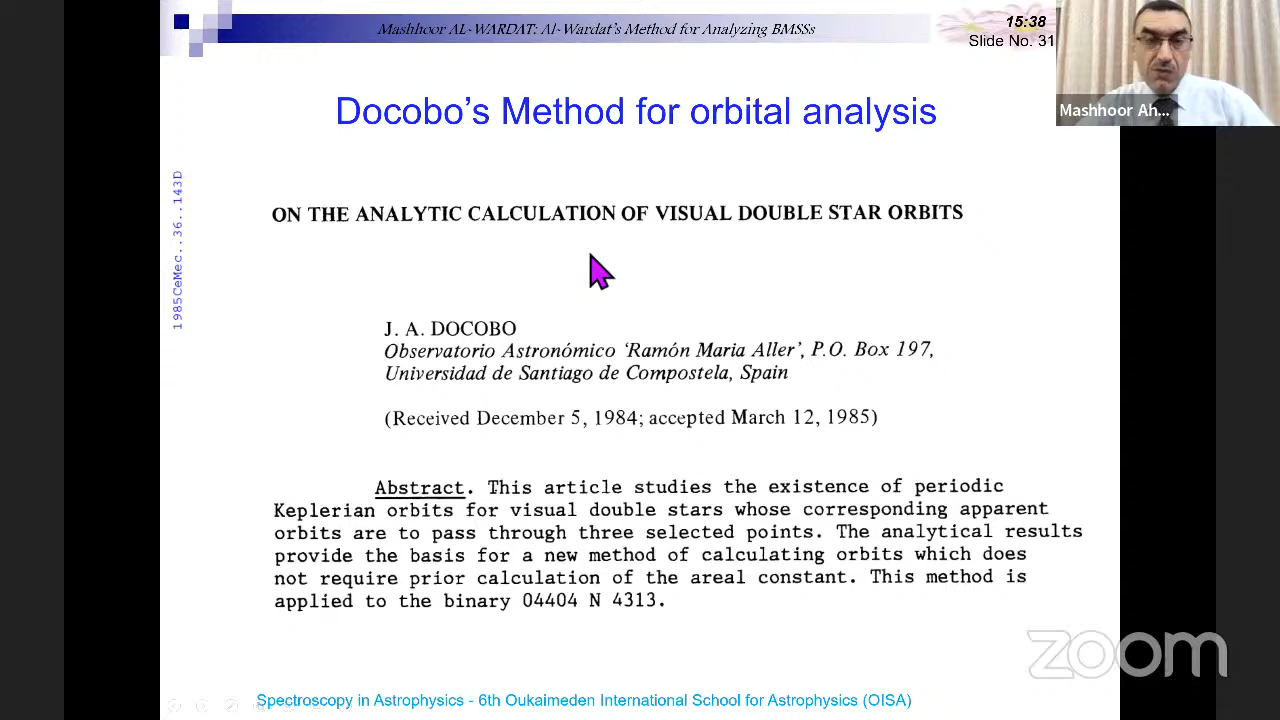 Mashhoor AL-WARDAT: Al-Wardat's Method for Analyzing BMSSs
15:38
Slide No. 31
Mashhoor Ah...
Docobo's Method for orbital analysis
1985CeMec..36..143D
ON THE ANALYTIC CALCULATION OF VISUAL DOUBLE STAR ORBITS
J. A. DOCOBO
Observatorio Astronómico 'Ramón Maria Aller', P.O. Box 197,
Universidad de Santiago de Compostela, Spain
(Received December 5, 1984; accepted March 12, 1985)
Abstract. This article studies the existence of periodic
Keplerian orbits for visual double stars whose corresponding apparent
orbits are to pass through three selected points. The analytical results
provide the basis for a new method of calculating orbits which does
not require prior calculation of the areal constant. This method is
applied to the binary 04404 N 4313.
zoom
Spectroscopy in Astrophysics - 6th Oukaimeden International School for Astrophysics (OISA)